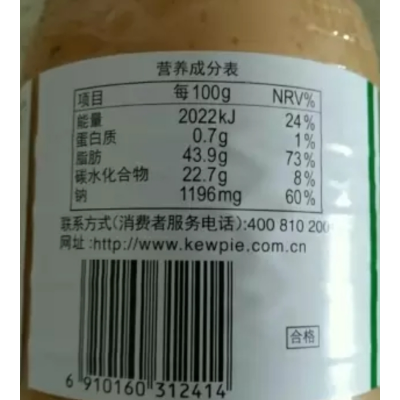 营养成分表
项目 每100g NRV%
能量 2022kJ 24%
蛋白质 0.7g 1%
脂肪 43.9g 73%
碳水化合物 22.7g 8%
钠 1196mg 60%
联系方式(消费者服务电话):400 810 200
网址:http://www.kewpie.com.cn
合格
6 910160 312414